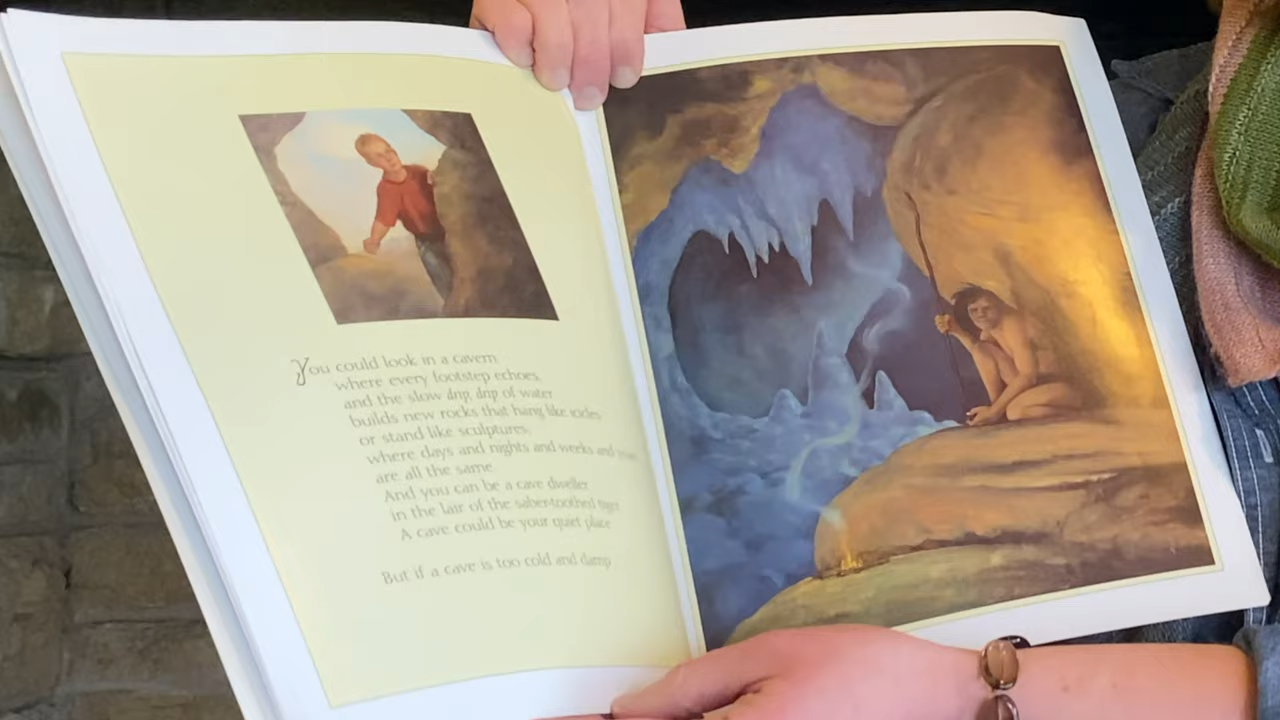 You could look in a cavern
where every footstep echoes,
and the slow drip, drip of water
builds new rocks that hang like icicles
or stand like sculptures,
where days and nights and weeks and years
are all the same.
And you can be a cave dweller
in the lair of the saber-toothed tiger.
A cave could be your quiet place.
But if a cave is too cold and damp